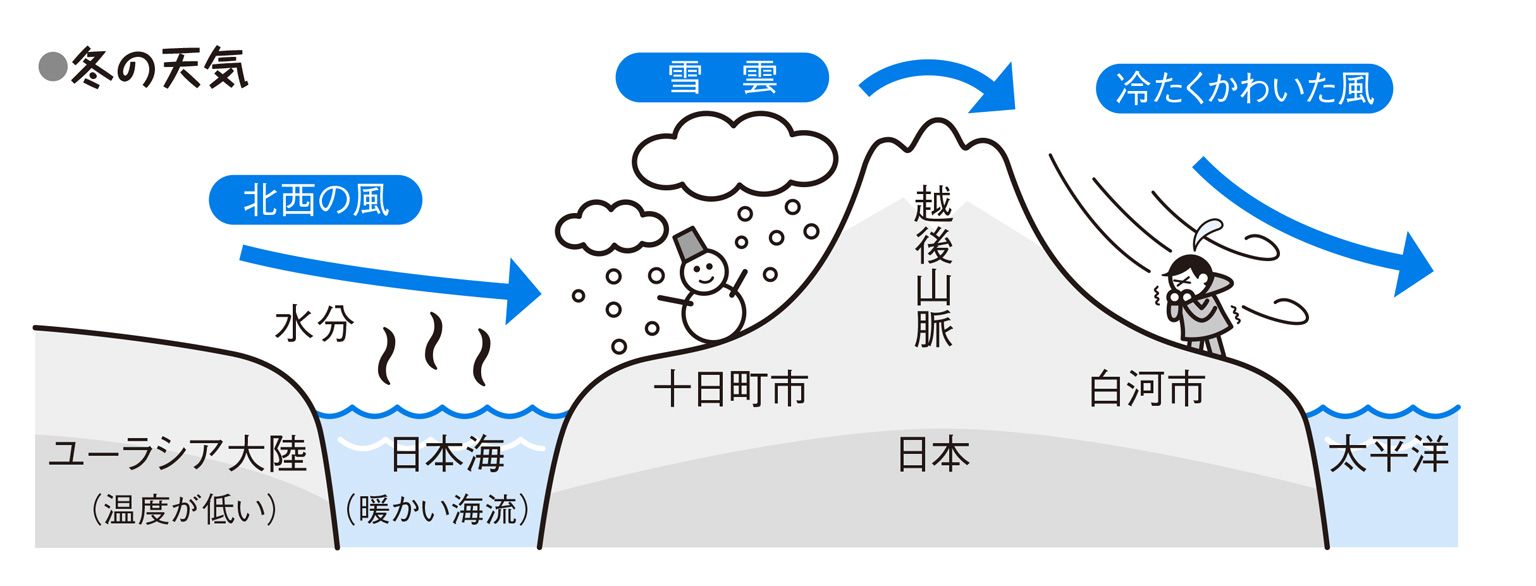 ●冬の天気
雪 雲
冷たくかわいた風
北西の風
水分
越後山脈
十日町市
白河市
ユーラシア大陸
(温度が低い)
日本海
(暖かい海流)
日本
太平洋